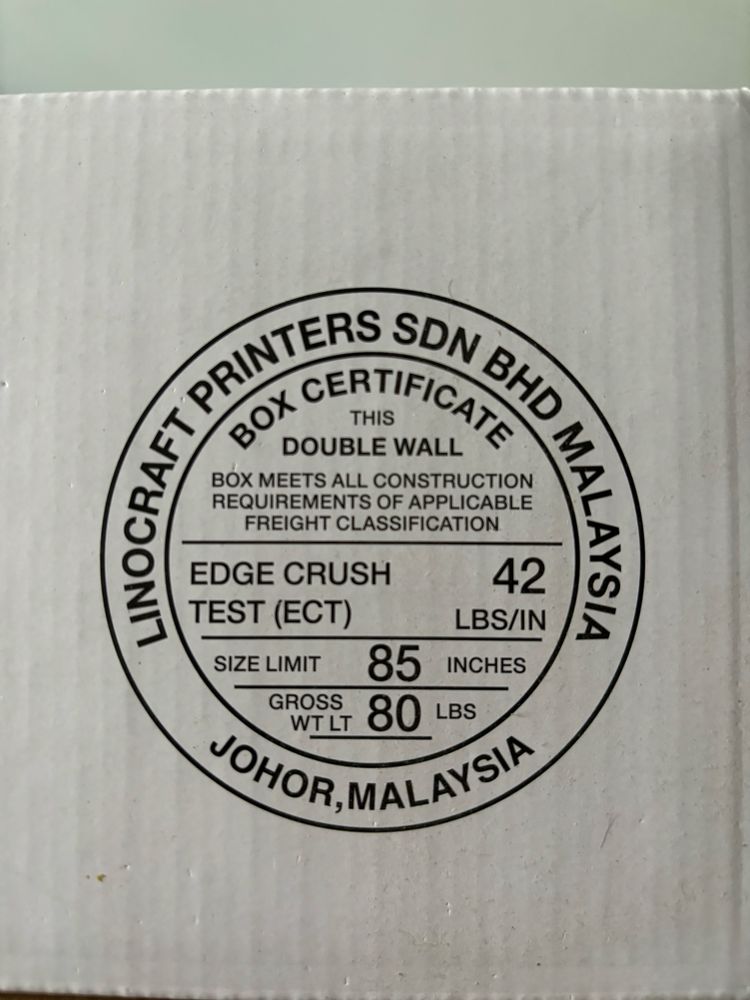 LINOCRAFT PRINTERS SDN BHD MALAYSIA
BOX CERTIFICATE
THIS
DOUBLE WALL
BOX MEETS ALL CONSTRUCTION
REQUIREMENTS OF APPLICABLE
FREIGHT CLASSIFICATION
EDGE CRUSH 42
TEST (ECT) LBS/IN
SIZE LIMIT 85 INCHES
GROSS
WT LT 80 LBS
JOHOR,MALAYSIA